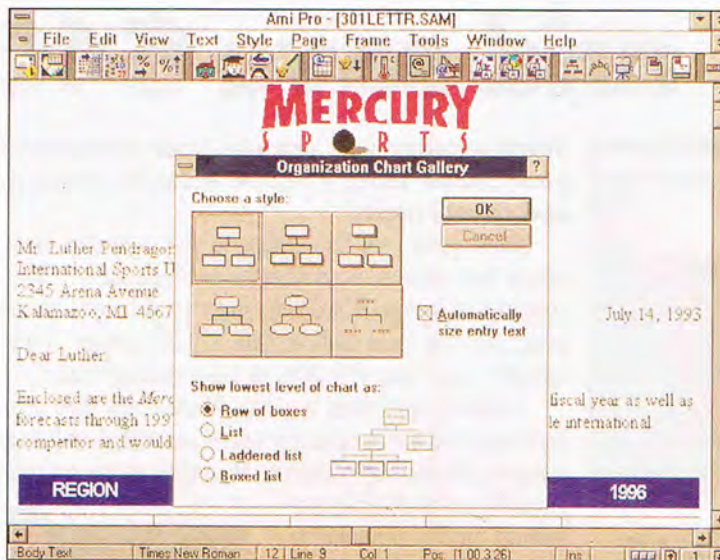 Ami Pro - [301LETTR.SAM]
File Edit View Text Style Page Frame Tools Window Help
MERCURY
SPORTS
Organization Chart Gallery ?
Choose a style:
OK
Cancel
Automatically
size entry text
Show lowest level of chart as:
Row of boxes
List
Laddered list
Boxed list
Mr. Luther Pendragon
International Sports U
2345 Arena Avenue
Kalamazoo, MI 4567
July 14, 1993
Dear Luther
Enclosed are the Merc fiscal year as well as
forecasts through 199 le international
competitor and would
REGION 1996
Body Text Times New Roman 12 Line 9 Col 1 Pos (1.00,3.26) Ins 1